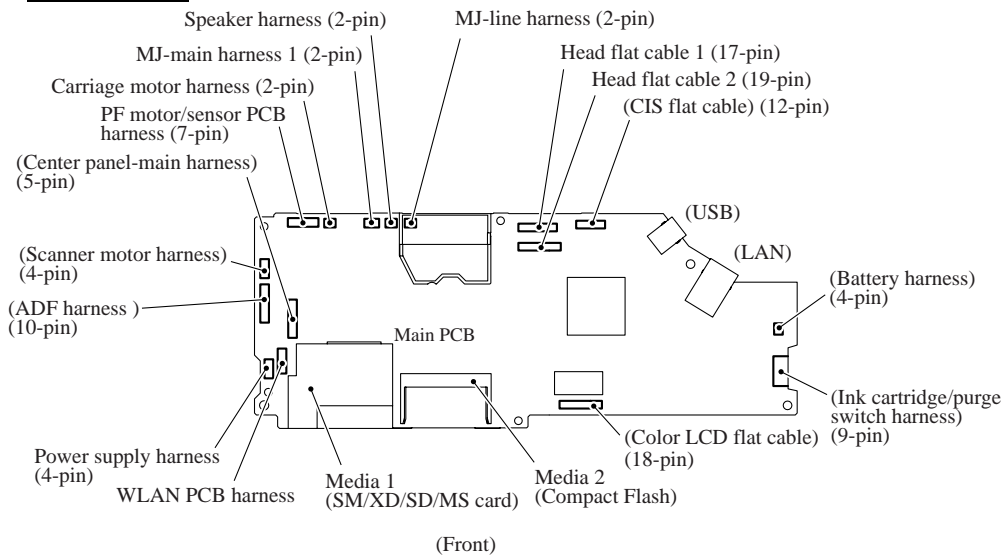 Speaker harness (2-pin)
MJ-line harness (2-pin)
MJ-main harness 1 (2-pin)
Head flat cable 1 (17-pin)
Carriage motor harness (2-pin)
Head flat cable 2 (19-pin)
PF motor/sensor PCB
harness (7-pin)
(CIS flat cable) (12-pin)
(Center panel-main harness)
(5-pin)
(USB)
(LAN)
(Scanner motor harness)
(4-pin)
(Battery harness)
(4-pin)
(ADF harness )
(10-pin)
Main PCB
(Ink cartridge/purge
switch harness)
(9-pin)
(Color LCD flat cable)
(18-pin)
Power supply harness
(4-pin)
WLAN PCB harness
Media 1
(SM/XD/SD/MS card)
Media 2
(Compact Flash)
(Front)